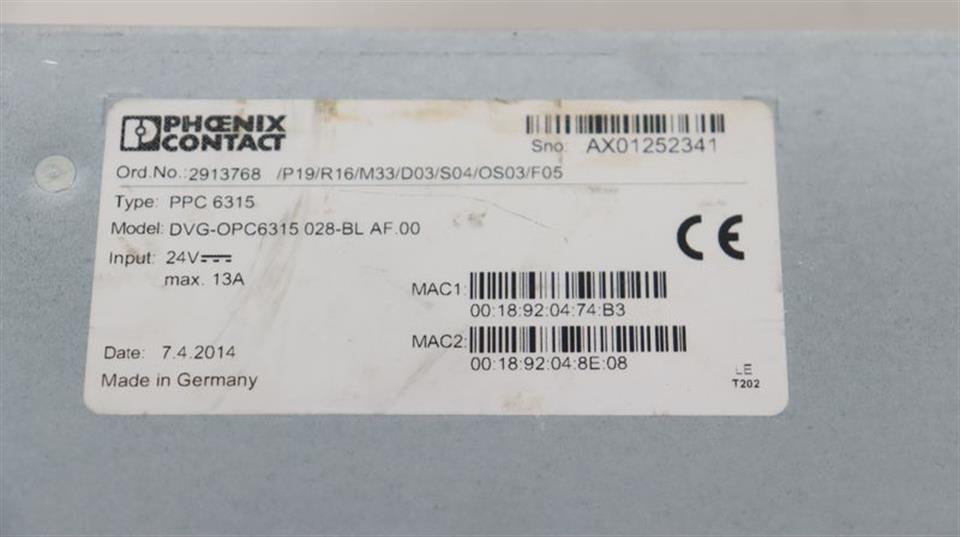 PHŒNIX
CONTACT
Sno: AX01252341
Ord.No.:2913768 /P19/R16/M33/D03/S04/OS03/F05
Type: PPC 6315
Model: DVG-OPC6315 028-BL AF.00
Input: 24V
max. 13A
CE
MAC1:
00:18:92:04:74:B3
MAC2:
00:18:92:04:8E:08
Date: 7.4.2014
Made in Germany
LE
T202